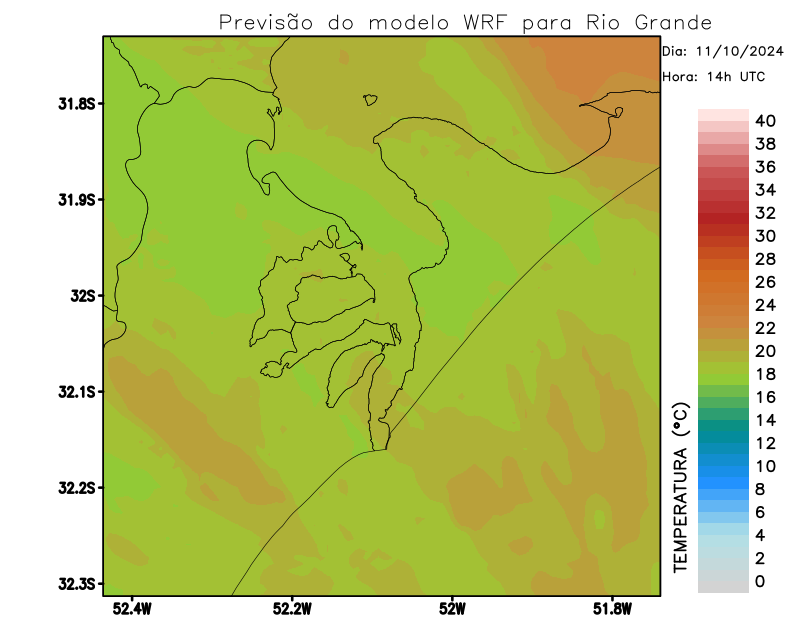 Previsão do modelo WRF para Rio Grande
Dia: 11/10/2024
Hora: 14h UTC
31.8S
31.9S
32S
32.1S
32.2S
32.3S
52.4W
52.2W
52W
51.8W
TEMPERATURA (°C)
40
38
36
34
32
30
28
26
24
22
20
18
16
14
12
10
8
6
4
2
0